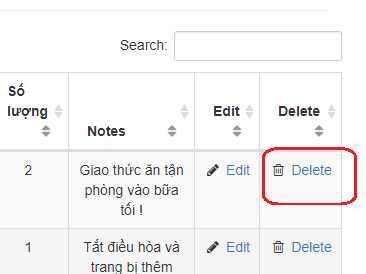 Search:
Số
lượng
Notes
Edit
Delete
2
Giao thức ăn tận
phòng vào bữa
tối !
Edit
Delete
1
Tắt điều hòa và
trang bị thêm
Edit
Delete